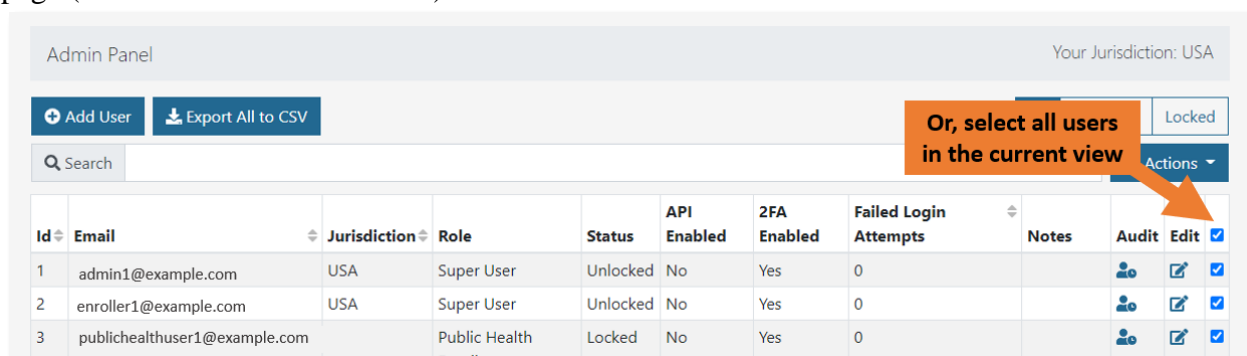 Admin Panel Your Jurisdiction: USA
Add User Export All to CSV Locked
Or, select all users
in the current view
Search Actions
Id Email Jurisdiction Role Status API Enabled 2FA Enabled Failed Login Attempts Notes Audit Edit
1 admin1@example.com USA Super User Unlocked No Yes 0
2 enroller1@example.com USA Super User Unlocked No Yes 0
3 publichealthuser1@example.com Public Health Locked No Yes 0